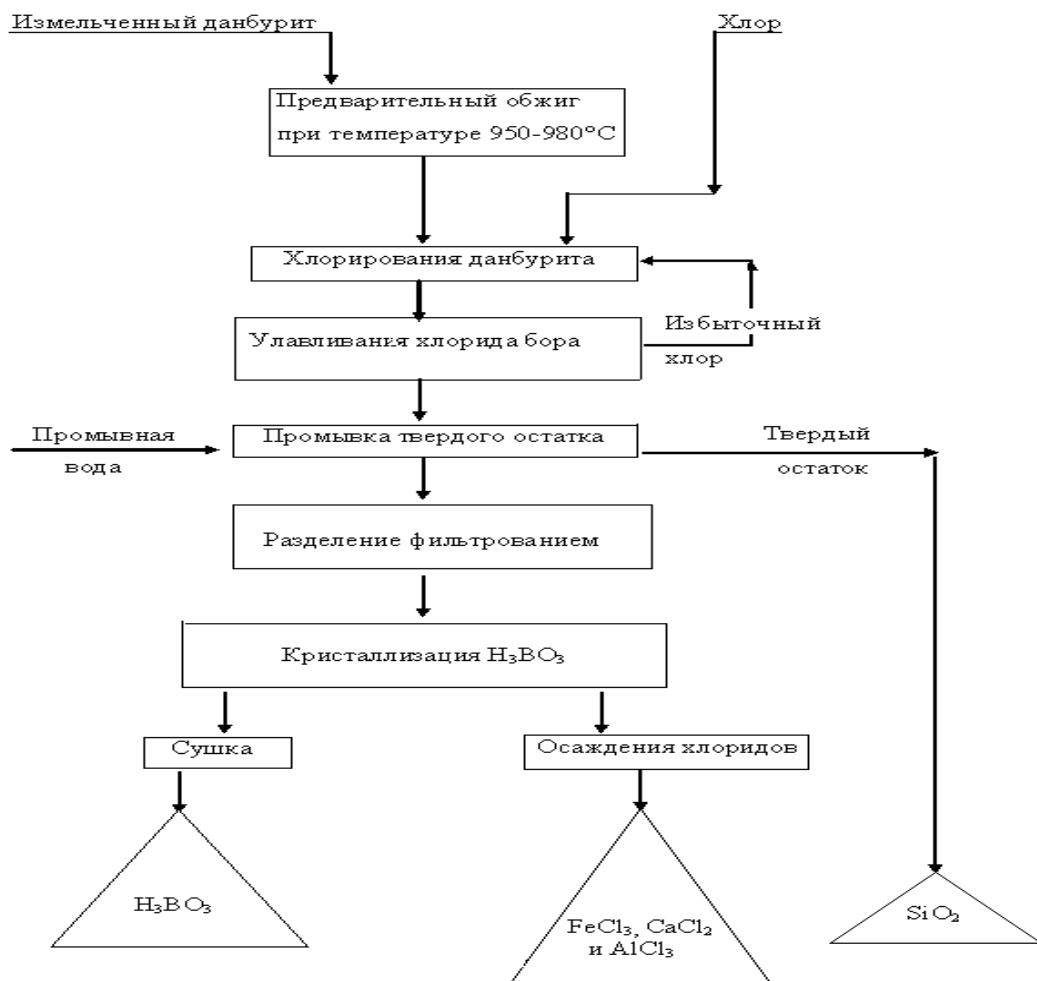 Измельченный данбурит
Хлор
Предварительный обжиг
при температуре 950-980°С
Хлорирования данбурита
Улавливания хлорида бора
Избыточный
хлор
Промывная
вода
Промывка твердого остатка
Твердый
остаток
Разделение фильтрованием
Кристаллизация H₃BO₃
Сушка
Осаждения хлоридов
H₃BO₃
FeCl₃, CaCl₂
и AlCl₃
SiO₂